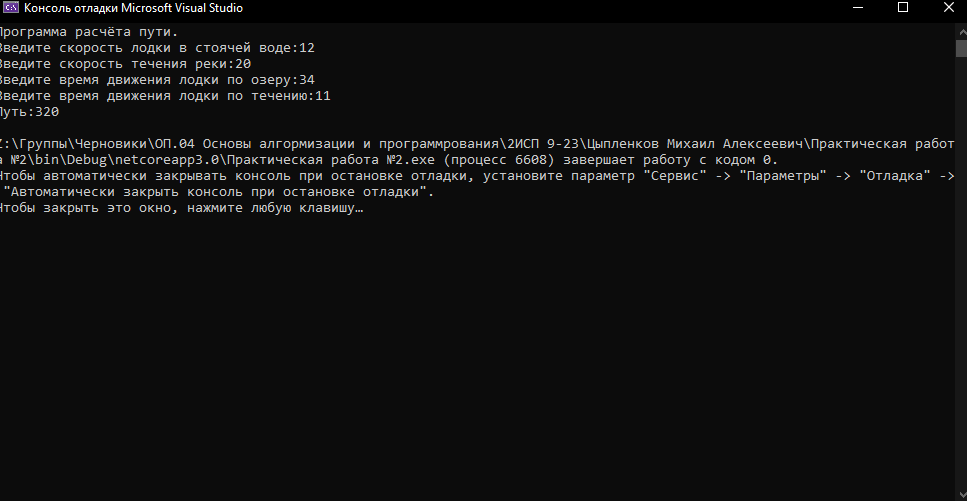 Консоль отладки Microsoft Visual Studio
Программа расчёта пути.
Введите скорость лодки в стоячей воде:12
Введите скорость течения реки:20
Введите время движения лодки по озеру:34
Введите время движения лодки по течению:11
Путь:320
Z:\Группы\Черновики\ОП.04 Основы алгормизации и программрования\2ИСП 9-23\Цыпленков Михаил Алексеевич\Практическая работ
а №2\bin\Debug\netcoreapp3.0\Практическая работа №2.exe (процесс 6608) завершает работу с кодом 0.
Чтобы автоматически закрывать консоль при остановке отладки, установите параметр "Сервис" -> "Параметры" -> "Отладка" ->
"Автоматически закрыть консоль при остановке отладки".
Чтобы закрыть это окно, нажмите любую клавишу…